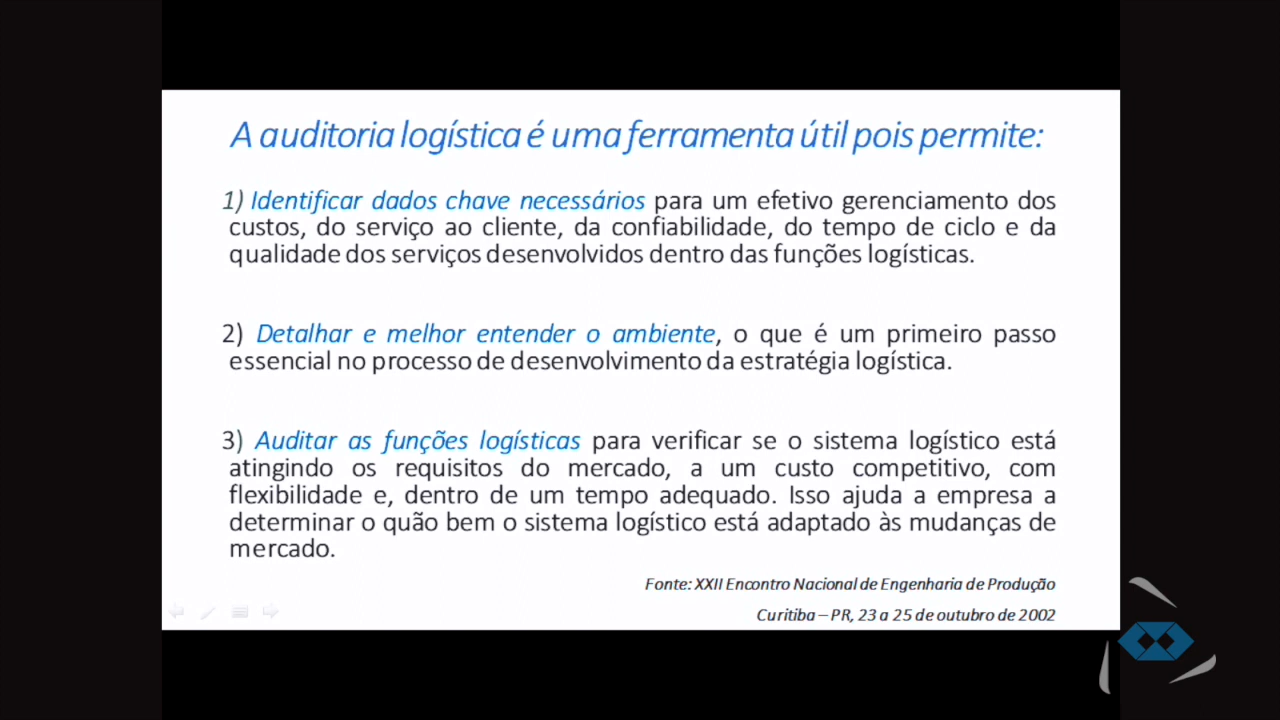 A auditoria logística é uma ferramenta útil pois permite:
1) Identificar dados chave necessários para um efetivo gerenciamento dos
custos, do serviço ao cliente, da confiabilidade, do tempo de ciclo e da
qualidade dos serviços desenvolvidos dentro das funções logísticas.
2) Detalhar e melhor entender o ambiente, o que é um primeiro passo
essencial no processo de desenvolvimento da estratégia logística.
3) Auditar as funções logísticas para verificar se o sistema logístico está
atingindo os requisitos do mercado, a um custo competitivo, com
flexibilidade e, dentro de um tempo adequado. Isso ajuda a empresa a
determinar o quão bem o sistema logístico está adaptado às mudanças de
mercado.
Fonte: XXII Encontro Nacional de Engenharia de Produção
Curitiba – PR, 23 a 25 de outubro de 2002